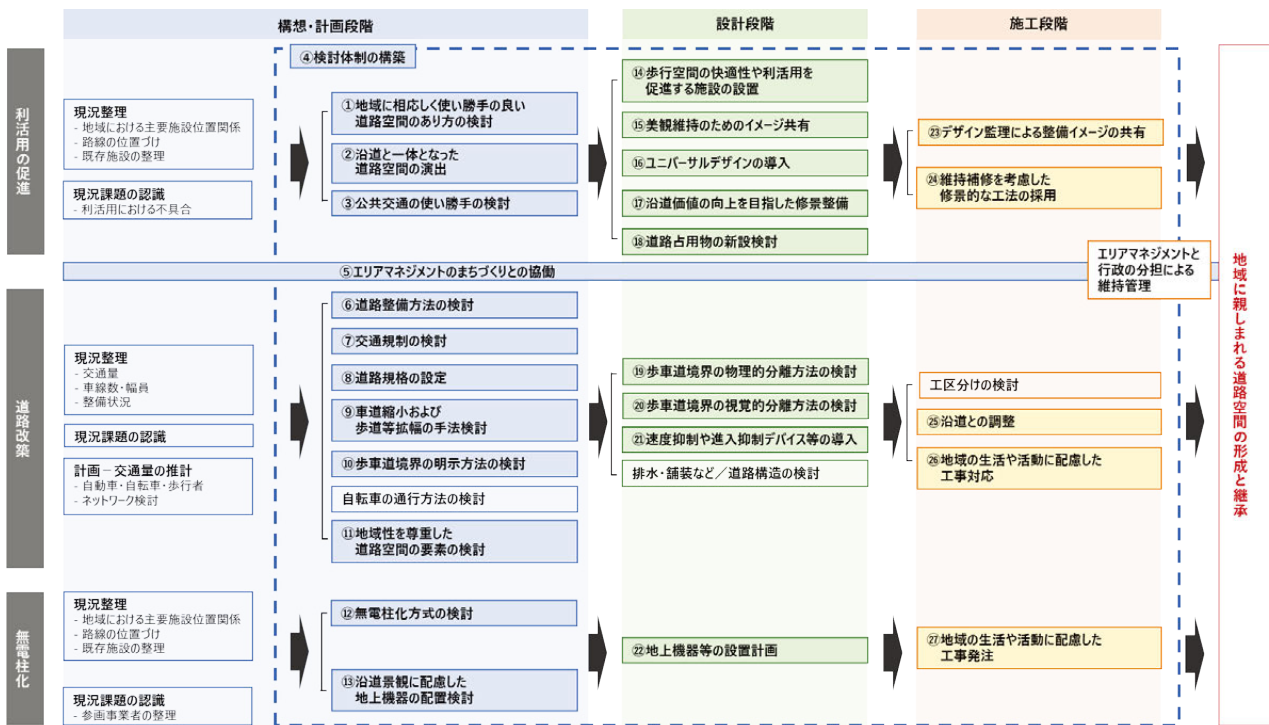 構想・計画段階
設計段階
施工段階
利活用の促進
現況整理
- 地域における主要施設位置関係
- 路線の位置づけ
- 既存施設の整理
現況課題の認識
- 利活用における不具合
④検討体制の構築
①地域に相応しく使い勝手の良い
道路空間のあり方の検討
②沿道と一体となった
道路空間の演出
③公共交通の使い勝手の検討
⑭歩行空間の快適性や利活用を
促進する施設の設置
⑮美観維持のためのイメージ共有
⑯ユニバーサルデザインの導入
⑰沿道価値の向上を目指した修景整備
⑱道路占用物の新設検討
㉓デザイン監理による整備イメージの共有
㉔維持補修を考慮した
修景的な工法の採用
⑤エリアマネジメントのまちづくりとの協働
エリアマネジメントと
行政の分担による
維持管理
道路改築
現況整理
- 交通量
- 車線数・幅員
- 整備状況
現況課題の認識
計画－交通量の推計
- 自動車・自転車・歩行者
- ネットワーク検討
⑥道路整備方法の検討
⑦交通規制の検討
⑧道路規格の設定
⑨車道縮小および
歩道等拡幅の手法検討
⑩歩車道境界の明示方法の検討
自転車の通行方法の検討
⑪地域性を尊重した
道路空間の要素の検討
⑲歩車道境界の物理的分離方法の検討
⑳歩車道境界の視覚的分離方法の検討
㉑速度抑制や進入抑制デバイス等の導入
排水・舗装など／道路構造の検討
工区分けの検討
㉕沿道との調整
㉖地域の生活や活動に配慮した
工事対応
無電柱化
現況整理
- 地域における主要施設位置関係
- 路線の位置づけ
- 既存施設の整理
現況課題の認識
- 参画事業者の整理
⑫無電柱化方式の検討
⑬沿道景観に配慮した
地上機器の配置検討
㉒地上機器等の設置計画
㉗地域の生活や活動に配慮した
工事発注
地域に親しまれる道路空間の形成と継承